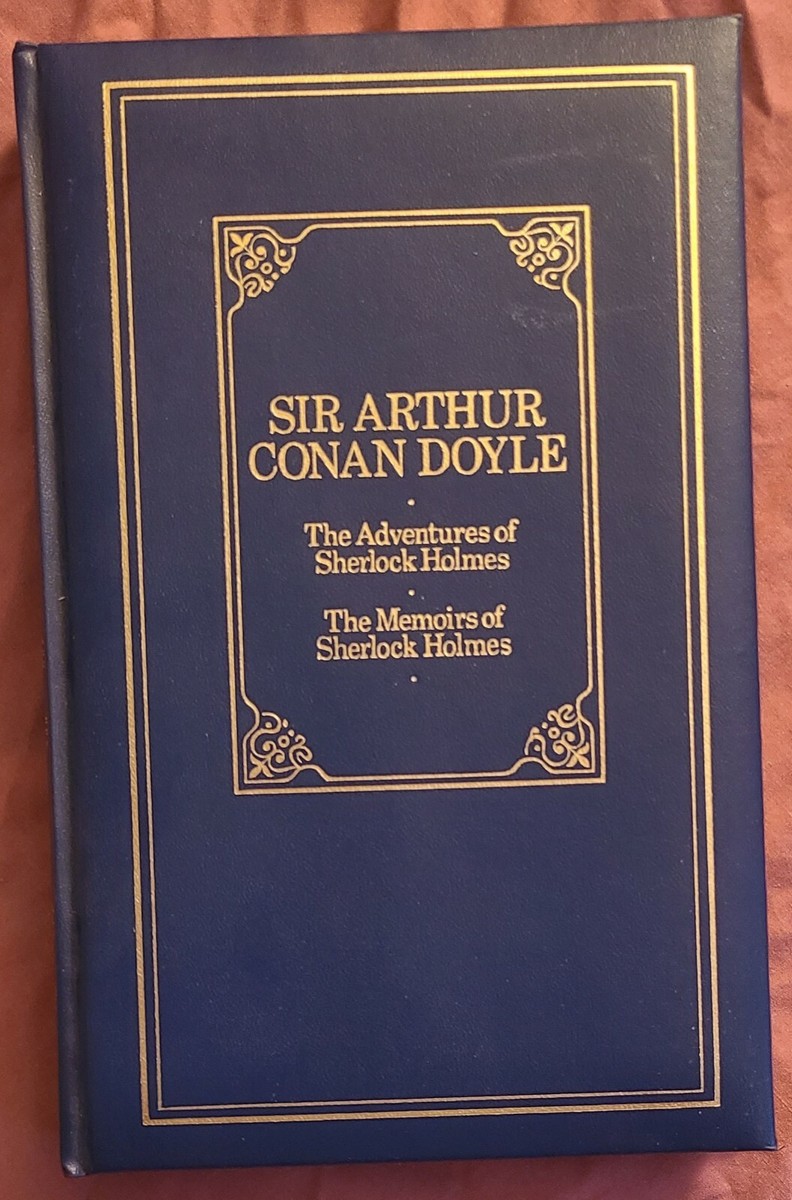 SIR ARTHUR
CONAN DOYLE
The Adventures of
Sherlock Holmes
The Memoirs of
Sherlock Holmes